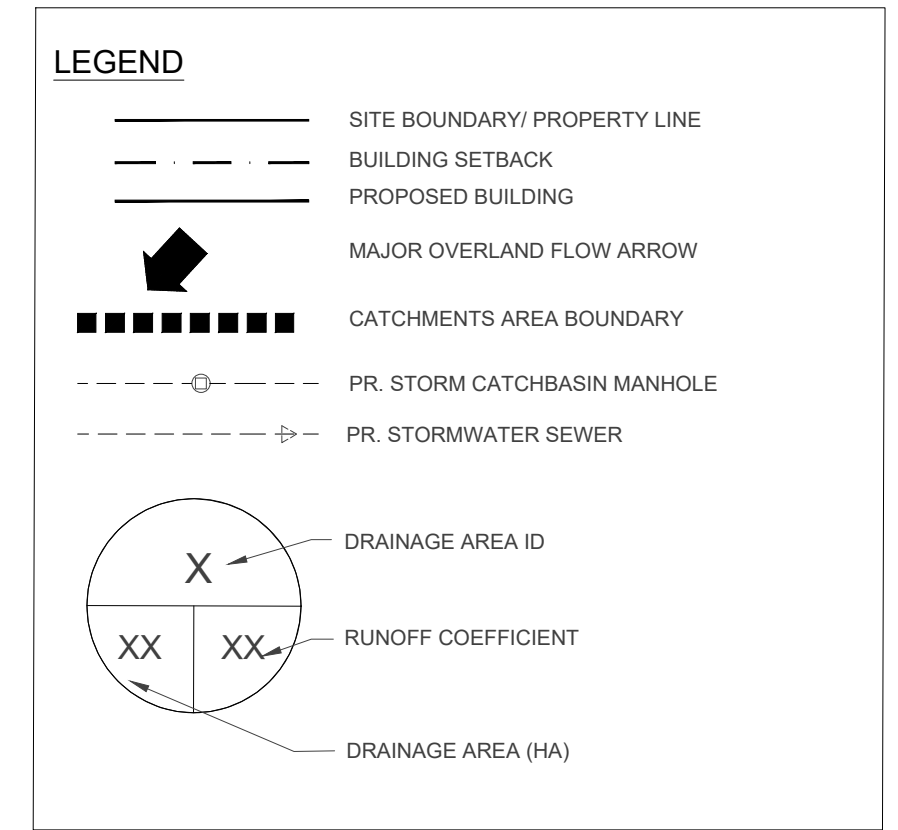 LEGEND
SITE BOUNDARY/ PROPERTY LINE
BUILDING SETBACK
PROPOSED BUILDING
MAJOR OVERLAND FLOW ARROW
CATCHMENTS AREA BOUNDARY
PR. STORM CATCHBASIN MANHOLE
PR. STORMWATER SEWER
DRAINAGE AREA ID
X
XX XX
RUNOFF COEFFICIENT
DRAINAGE AREA (HA)